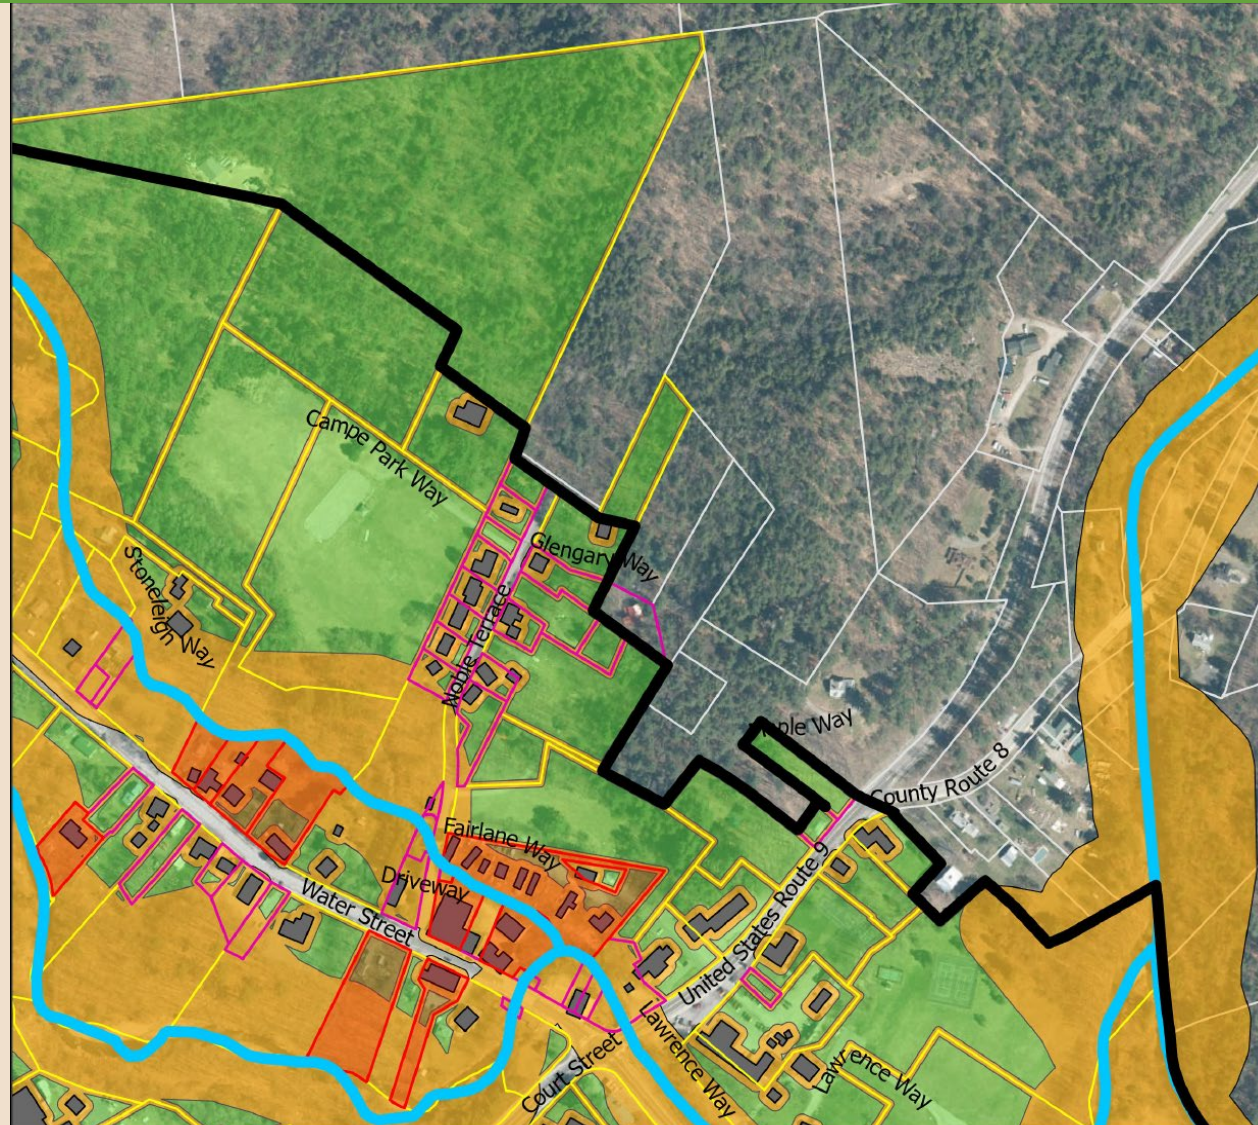 Campe Park Way
Glengary Way
Stoneleigh Way
Noble Terrace
Maple Way
County Route 8
Fairlane Way
Driveway
Water Street
United States Route 9
Lawrence Way
Lawrence Way
Court Street